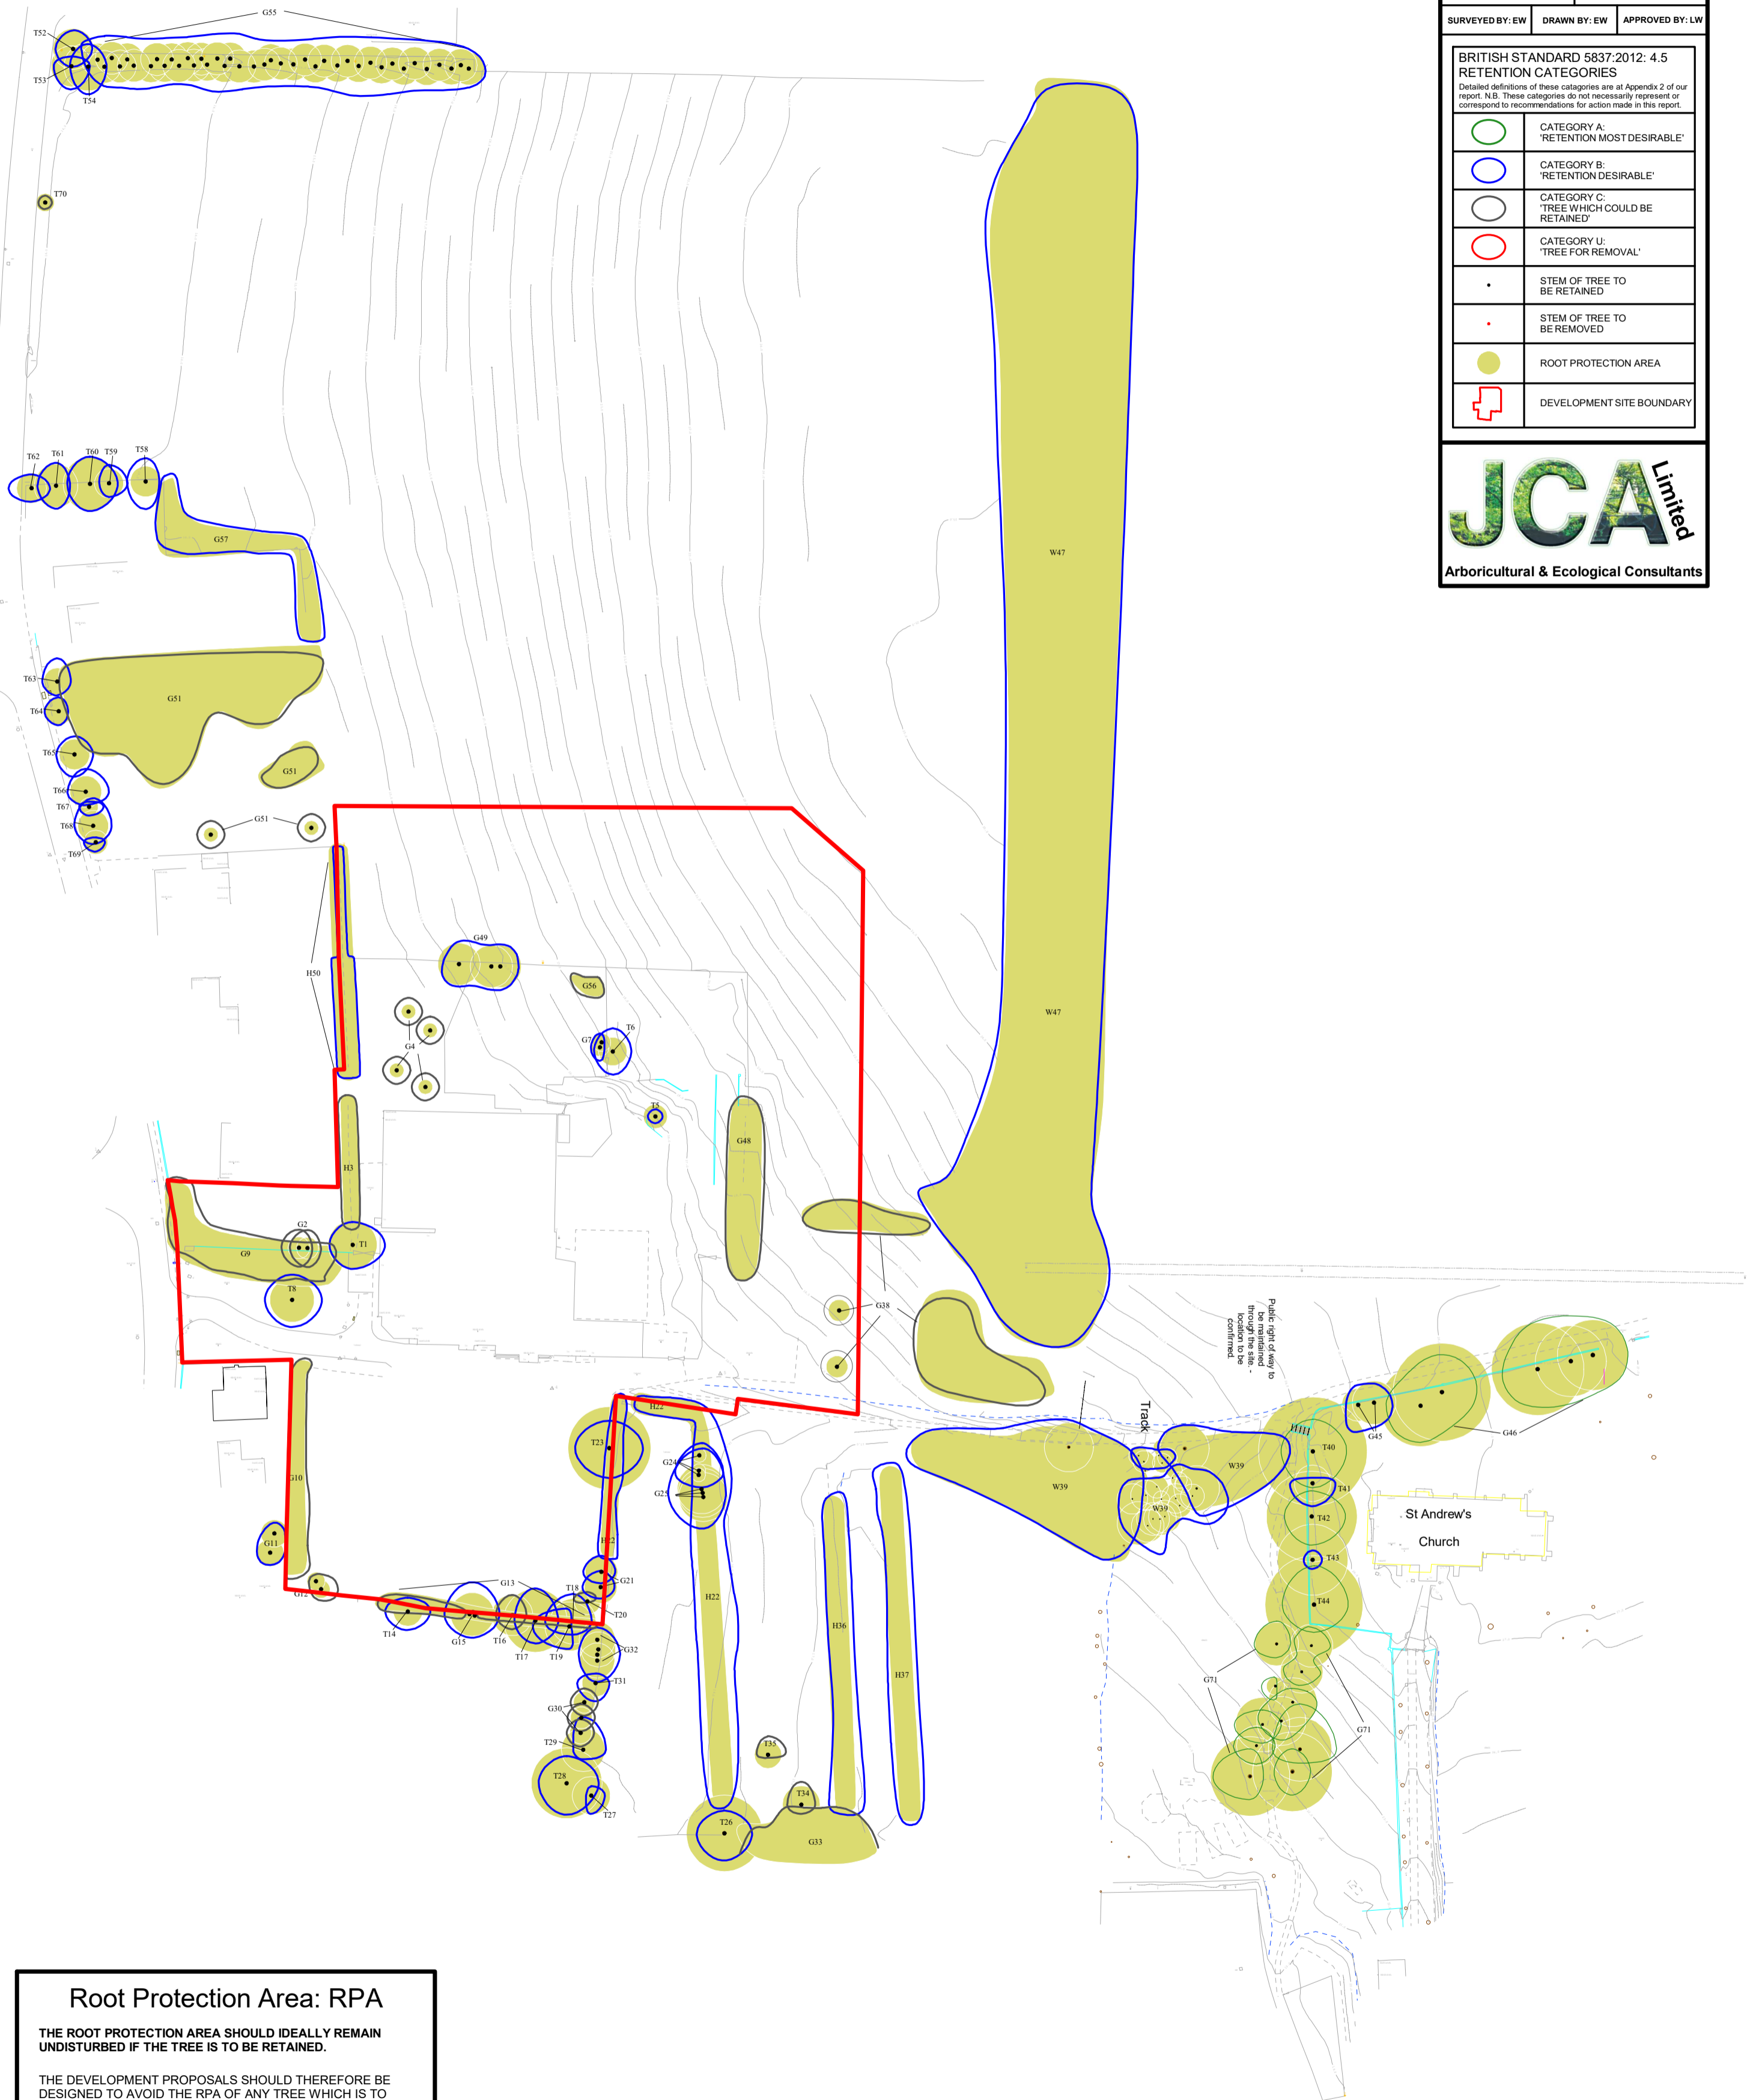 SURVEYED BY: EW DRAWN BY: EW APPROVED BY: LW
BRITISH STANDARD 5837:2012: 4.5
RETENTION CATEGORIES
Detailed definitions of these catagories are at Appendix 2 of our
report. N.B. These categories do not necessarily represent or
correspond to recommendations for action made in this report.
CATEGORY A:
'RETENTION MOST DESIRABLE'
CATEGORY B:
'RETENTION DESIRABLE'
CATEGORY C:
'TREE WHICH COULD BE
RETAINED'
CATEGORY U:
'TREE FOR REMOVAL'
STEM OF TREE TO
BE RETAINED
STEM OF TREE TO
BE REMOVED
ROOT PROTECTION AREA
DEVELOPMENT SITE BOUNDARY
JCA
Limited
Arboricultural & Ecological Consultants
G55
T52
T53
T54
T70
T62
T61
T60
T59
T58
G57
W47
T63
G51
T64
T65
G51
T66
T67
T68
G51
T69
H50
G49
G56
W47
G4
G7
T6
T5
G48
H3
G2
G9
T1
T8
G38
Public right of way to
be maintained
through the site. -
location to be
confirmed.
Track
H22
T23
G24
G25
G10
G11
G12
H22
G13
T18
G21
T20
T14
G15
T16
T17
T19
G32
T31
G30
T29
T28
T27
H22
H36
H37
T35
T34
T26
G33
W39
W39
W39
G45
G46
T40
T41
T42
T43
T44
St Andrew's
Church
G71
G71
Root Protection Area: RPA
THE ROOT PROTECTION AREA SHOULD IDEALLY REMAIN
UNDISTURBED IF THE TREE IS TO BE RETAINED.
THE DEVELOPMENT PROPOSALS SHOULD THEREFORE BE
DESIGNED TO AVOID THE RPA OF ANY TREE WHICH IS TO